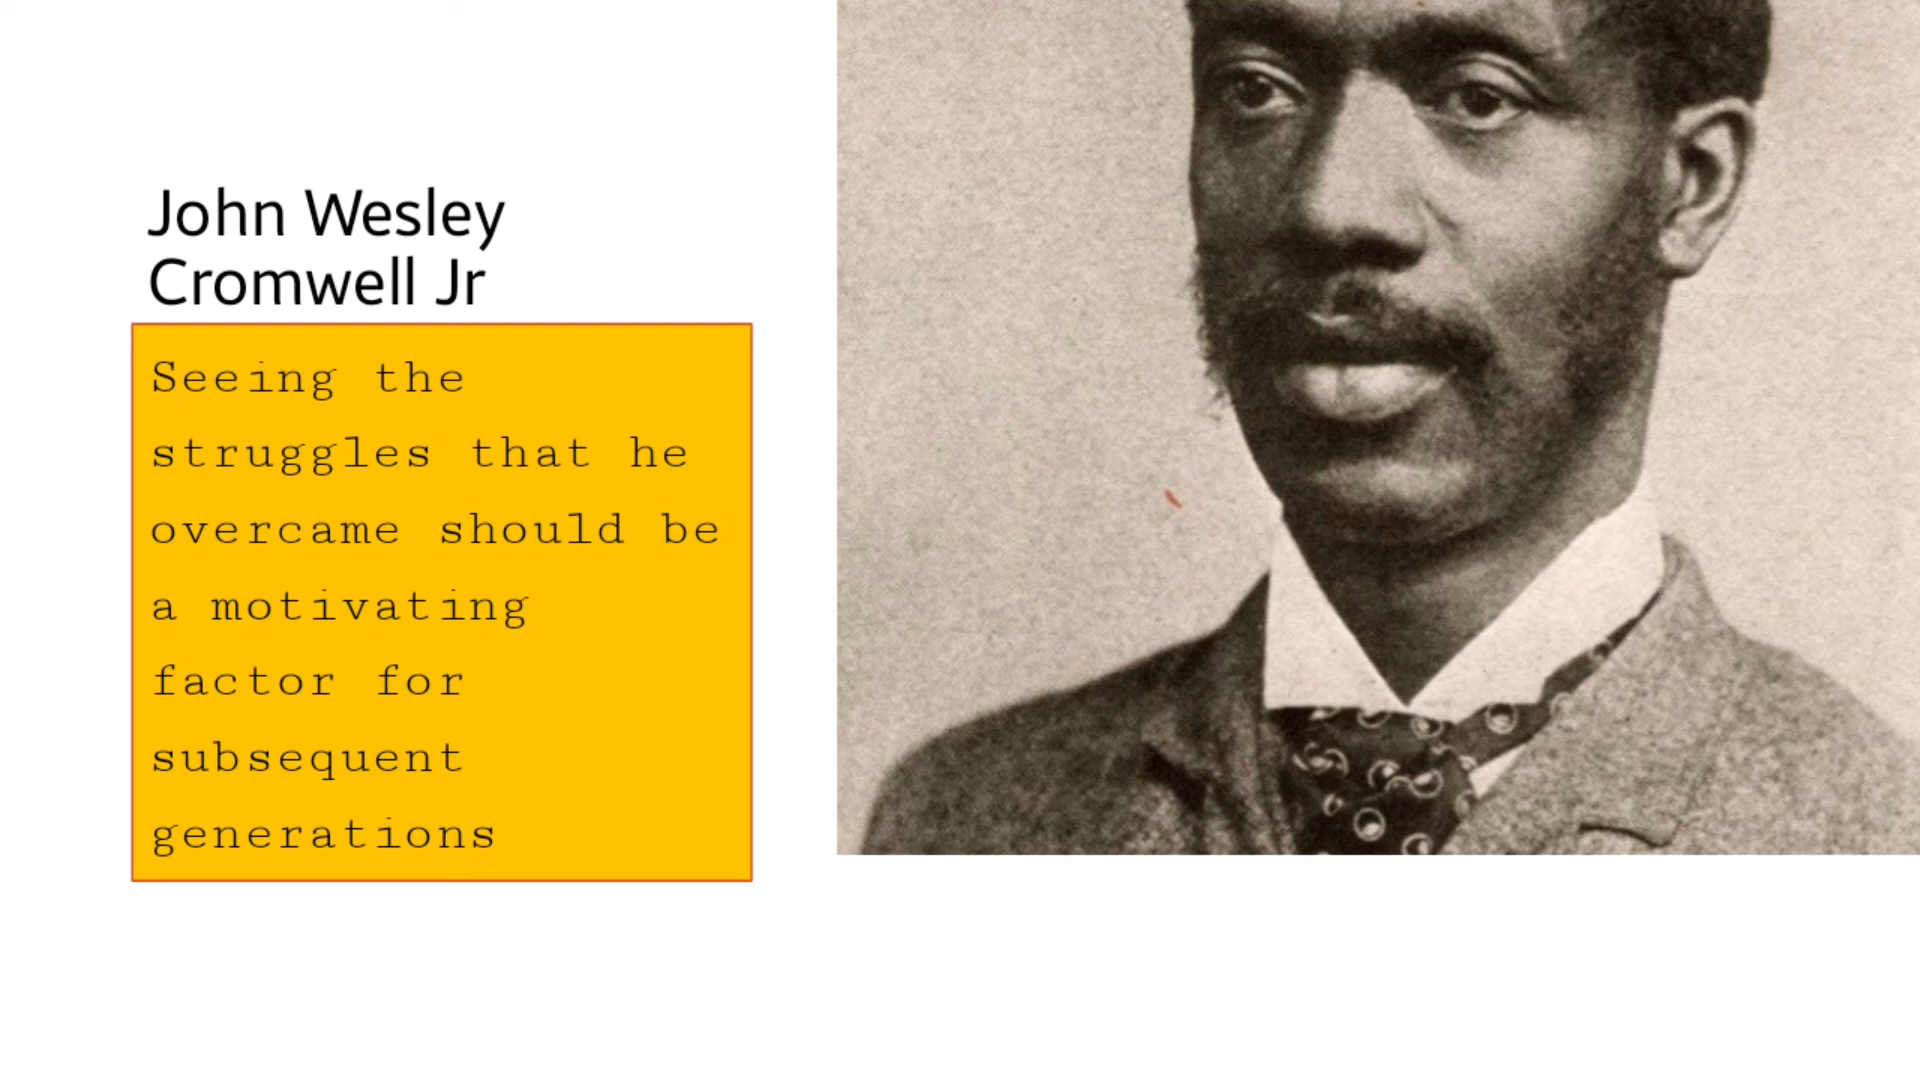 John Wesley
Cromwell Jr
Seeing the
struggles that he
overcame should be
a motivating
factor for
subsequent
generations